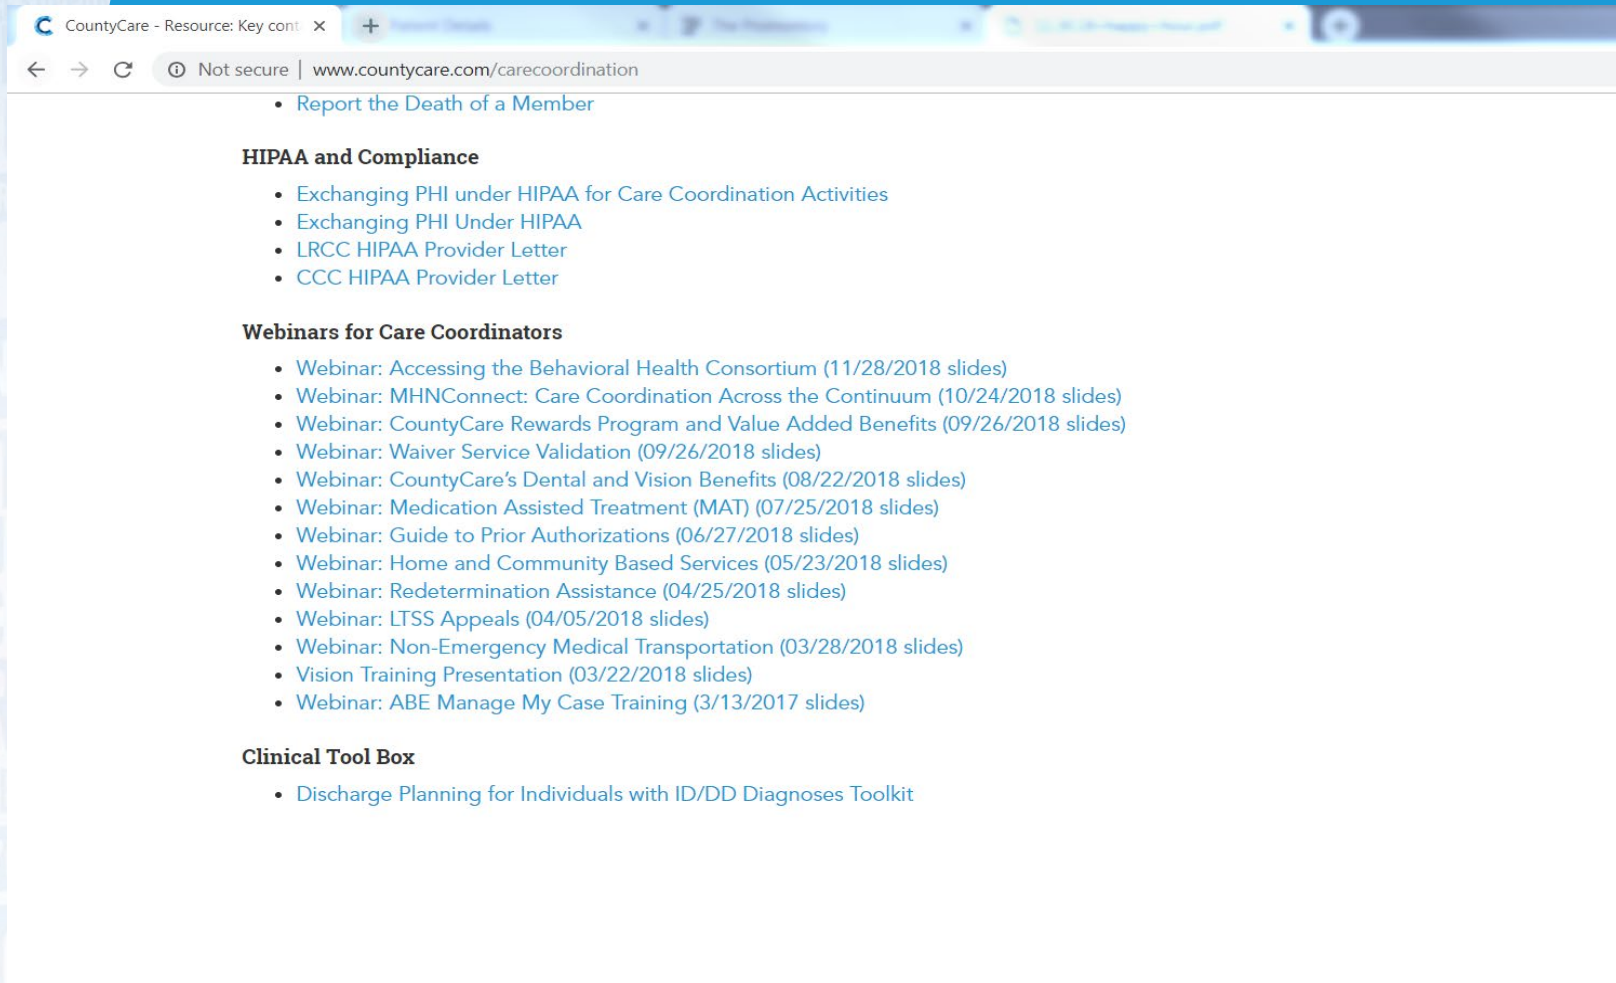 CountyCare - Resource: Key cont
Not secure | www.countycare.com/carecoordination
• Report the Death of a Member
HIPAA and Compliance
• Exchanging PHI under HIPAA for Care Coordination Activities
• Exchanging PHI Under HIPAA
• LRCC HIPAA Provider Letter
• CCC HIPAA Provider Letter
Webinars for Care Coordinators
• Webinar: Accessing the Behavioral Health Consortium (11/28/2018 slides)
• Webinar: MHNConnect: Care Coordination Across the Continuum (10/24/2018 slides)
• Webinar: CountyCare Rewards Program and Value Added Benefits (09/26/2018 slides)
• Webinar: Waiver Service Validation (09/26/2018 slides)
• Webinar: CountyCare’s Dental and Vision Benefits (08/22/2018 slides)
• Webinar: Medication Assisted Treatment (MAT) (07/25/2018 slides)
• Webinar: Guide to Prior Authorizations (06/27/2018 slides)
• Webinar: Home and Community Based Services (05/23/2018 slides)
• Webinar: Redetermination Assistance (04/25/2018 slides)
• Webinar: LTSS Appeals (04/05/2018 slides)
• Webinar: Non-Emergency Medical Transportation (03/28/2018 slides)
• Vision Training Presentation (03/22/2018 slides)
• Webinar: ABE Manage My Case Training (3/13/2017 slides)
Clinical Tool Box
• Discharge Planning for Individuals with ID/DD Diagnoses Toolkit